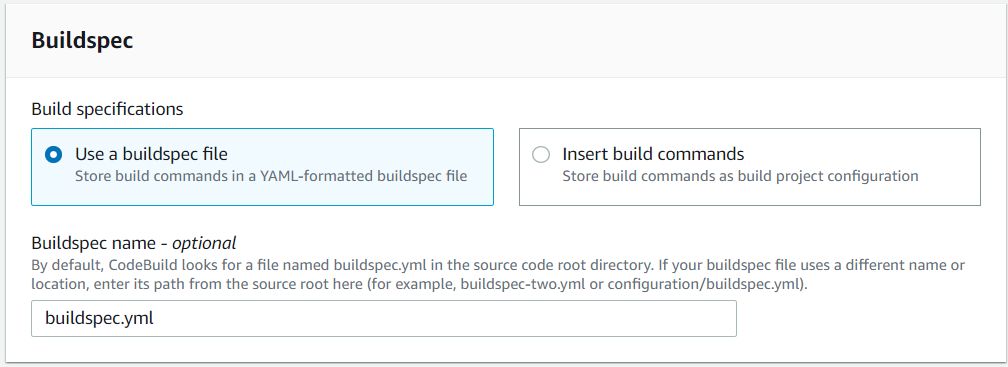 Buildspec
Build specifications
Use a buildspec file
Store build commands in a YAML-formatted buildspec file
Insert build commands
Store build commands as build project configuration
Buildspec name - optional
By default, CodeBuild looks for a file named buildspec.yml in the source code root directory. If your buildspec file uses a different name or
location, enter its path from the source root here (for example, buildspec-two.yml or configuration/buildspec.yml).
buildspec.yml